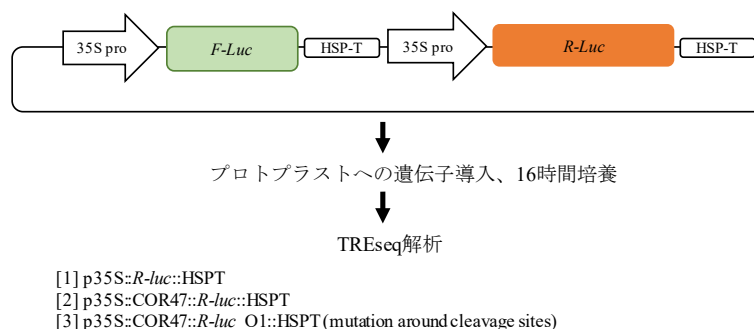 35S pro
F-Luc
HSP-T
35S pro
R-Luc
HSP-T
プロトプラストへの遺伝子導入、16時間培養
TREseq解析
[1] p35S::R-luc::HSPT
[2] p35S::COR47::R-luc::HSPT
[3] p35S::COR47::R-luc_O1::HSPT (mutation around cleavage sites)